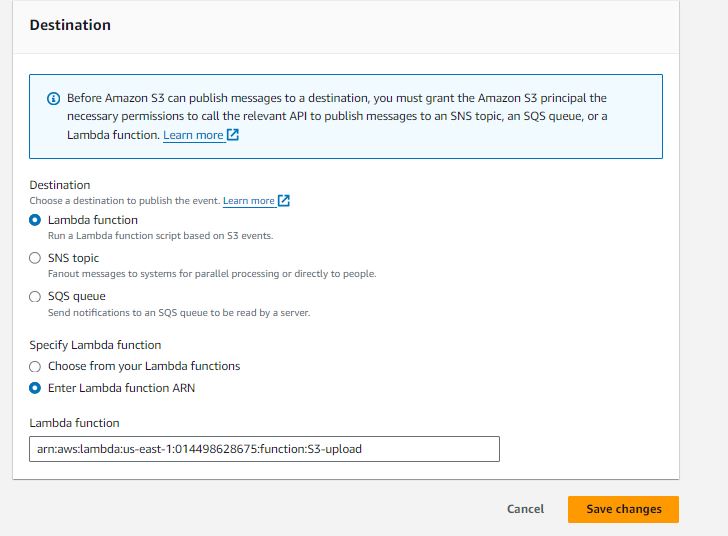 Destination
Before Amazon S3 can publish messages to a destination, you must grant the Amazon S3 principal the
necessary permissions to call the relevant API to publish messages to an SNS topic, an SQS queue, or a
Lambda function. Learn more
Destination
Choose a destination to publish the event. Learn more
Lambda function
Run a Lambda function script based on S3 events.
SNS topic
Fanout messages to systems for parallel processing or directly to people.
SQS queue
Send notifications to an SQS queue to be read by a server.
Specify Lambda function
Choose from your Lambda functions
Enter Lambda function ARN
Lambda function
arn:aws:lambda:us-east-1:014498628675:function:S3-upload
Cancel
Save changes